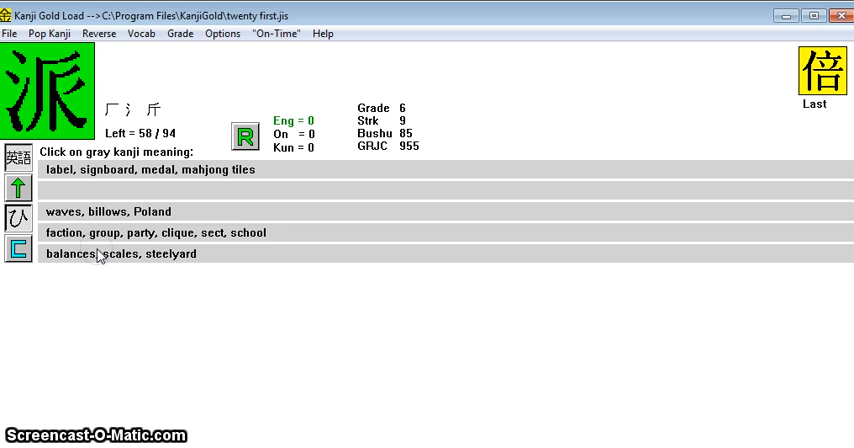 Kanji Gold Load -->C:\Program Files\KanjiGold\twenty first.jis
File Pop Kanji Reverse Vocab Grade Options "On-Time" Help
派
倍
Last
厂 氵 斤
Left = 58 / 94
R
Eng = 0
On = 0
Kun = 0
Grade 6
Strk 9
Bushu 85
GRJC 955
英語
Click on gray kanji meaning:
label, signboard, medal, mahjong tiles
ひ
waves, billows, Poland
faction, group, party, clique, sect, school
balances, scales, steelyard
Screencast-O-Matic.com